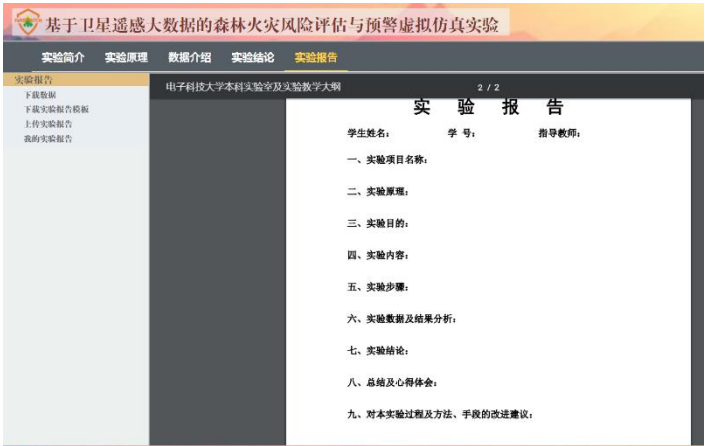 基于卫星遥感大数据的森林火灾风险评估与预警虚拟仿真实验
实验简介 实验原理 数据介绍 实验结论 实验报告
实验报告
下载数据
下载实验报告模板
上传实验报告
我的实验报告
电子科技大学本科实验室及实验教学大纲 2 / 2
实 验 报 告
学生姓名： 学 号： 指导教师：
一、实验项目名称：
二、实验原理：
三、实验目的：
四、实验内容：
五、实验步骤：
六、实验数据及结果分析：
七、实验结论：
八、总结及心得体会：
九、对本实验过程及方法、手段的改进建议：